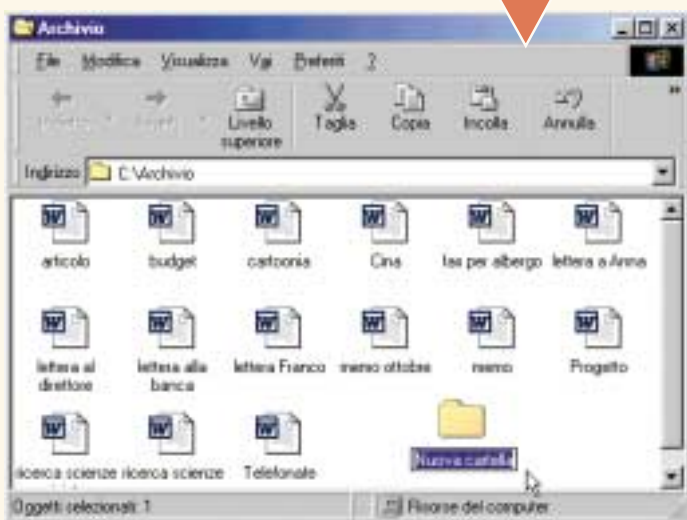 Archivio
File Modifica Visualizza Vai Preferiti ?
Livello superiore Taglia Copia Incolla Annulla »
Indirizzo C:\Archivio
articolo budget cartoonia Cina fax per albergo lettera a Anna
lettera al direttore lettera alla banca lettera Franco memo ottobre memo Progetto
ricerca scienze ricerca scienze Telefonate Nuova cartella
Oggetti selezionati: 1 Risorse del computer